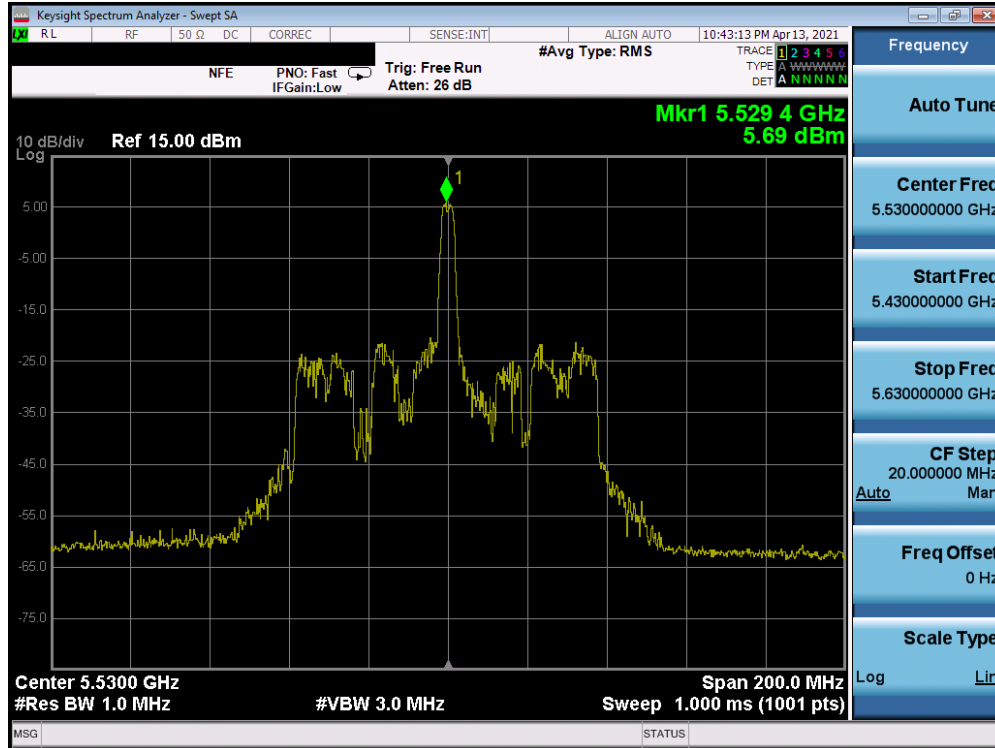 Keysight Spectrum Analyzer - Swept SA
LXI RL RF 50 Ω DC CORREC SENSE:INT ALIGN AUTO 10:43:13 PM Apr 13, 2021
#Avg Type: RMS
TRACE 1 2 3 4 5 6
TYPE A WWWWW
DET A N N N N N
NFE PNO: Fast Trig: Free Run
IFGain:Low Atten: 26 dB
Mkr1 5.529 4 GHz
5.69 dBm
10 dB/div Ref 15.00 dBm
Log
1
5.00
-5.00
-15.0
-25.0
-35.0
-45.0
-55.0
-65.0
-75.0
Center 5.5300 GHz Span 200.0 MHz
#Res BW 1.0 MHz #VBW 3.0 MHz Sweep 1.000 ms (1001 pts)
MSG STATUS
Frequency
Auto Tune
Center Freq
5.530000000 GHz
Start Freq
5.430000000 GHz
Stop Freq
5.630000000 GHz
CF Step
20.000000 MHz
Auto Man
Freq Offset
0 Hz
Scale Type
Log Lin